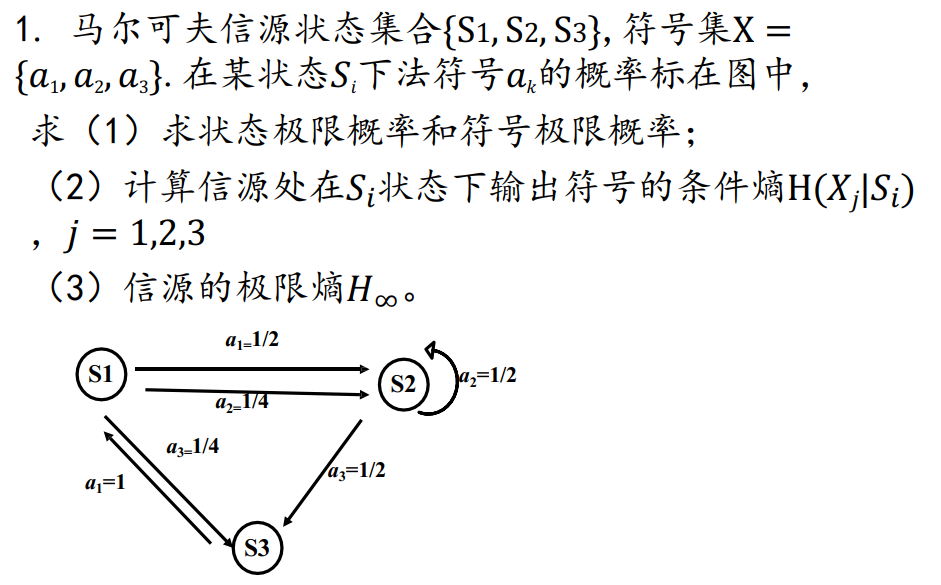 1. 马尔可夫信源状态集合{S1, S2, S3}, 符号集X =
{a₁, a₂, a₃}. 在某状态Sᵢ下法符号aₖ的概率标在图中，
求（1）求状态极限概率和符号极限概率；
（2）计算信源处在Sᵢ状态下输出符号的条件熵H(Xⱼ|Sᵢ)
，j = 1,2,3
（3）信源的极限熵H∞。
a₁=1/2
S1
S2
a₂=1/2
a₂=1/4
a₃=1/4
a₃=1/2
a₁=1
S3